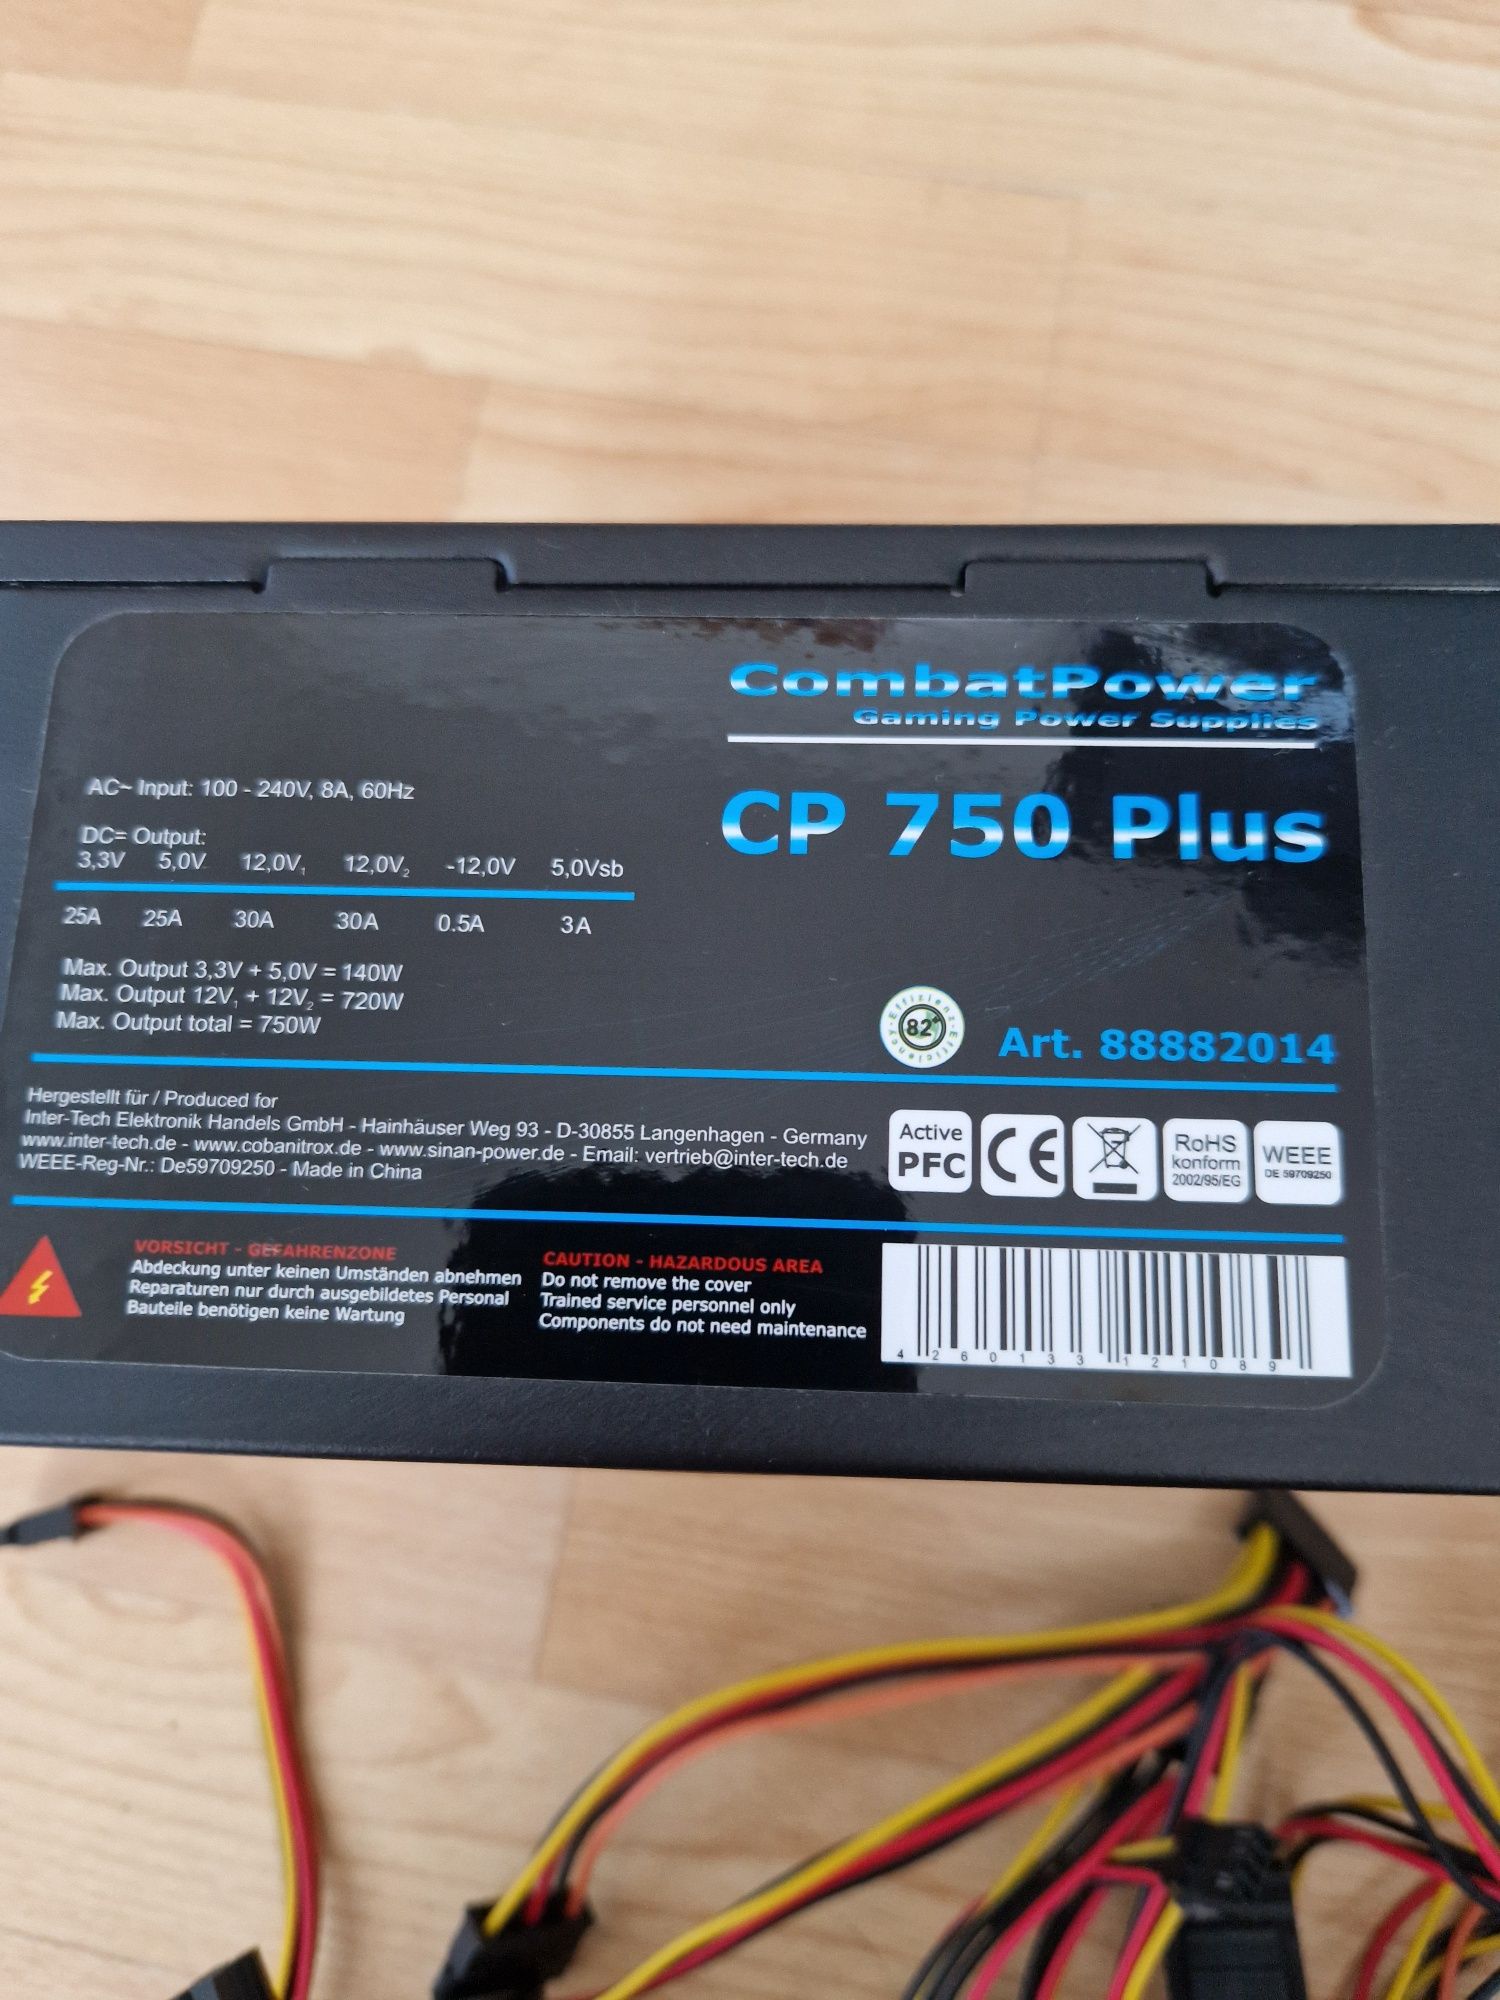 CombatPower
Gaming Power Supplies
CP 750 Plus
AC~ Input: 100 - 240V, 8A, 60Hz
DC= Output:
3,3V 5,0V 12,0V₁ 12,0V₂ -12,0V 5,0Vsb
25A 25A 30A 30A 0.5A 3A
Max. Output 3,3V + 5,0V = 140W
Max. Output 12V₁ + 12V₂ = 720W
Max. Output total = 750W
Effizienz · Efficiency ·
82⁺
Art. 88882014
Hergestellt für / Produced for
Inter-Tech Elektronik Handels GmbH - Hainhäuser Weg 93 - D-30855 Langenhagen - Germany
www.inter-tech.de - www.cobanitrox.de - www.sinan-power.de - Email: vertrieb@inter-tech.de
WEEE-Reg-Nr.: De59709250 - Made in China
Active
PFC
CE
RoHS
konform
2002/95/EG
WEEE
DE 59709250
VORSICHT - GEFAHRENZONE
Abdeckung unter keinen Umständen abnehmen
Reparaturen nur durch ausgebildetes Personal
Bauteile benötigen keine Wartung
CAUTION - HAZARDOUS AREA
Do not remove the cover
Trained service personnel only
Components do not need maintenance
4 260133 121089